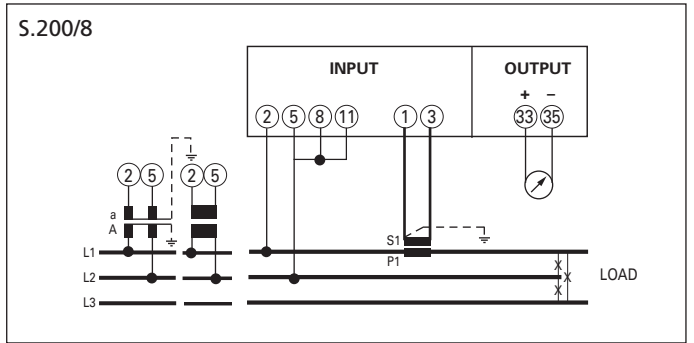 S.200/8
INPUT OUTPUT
+ −
2 5 8 11 1 3 33 35
2 5 2 5
a
A
S1
L1
P1
L2
LOAD
L3